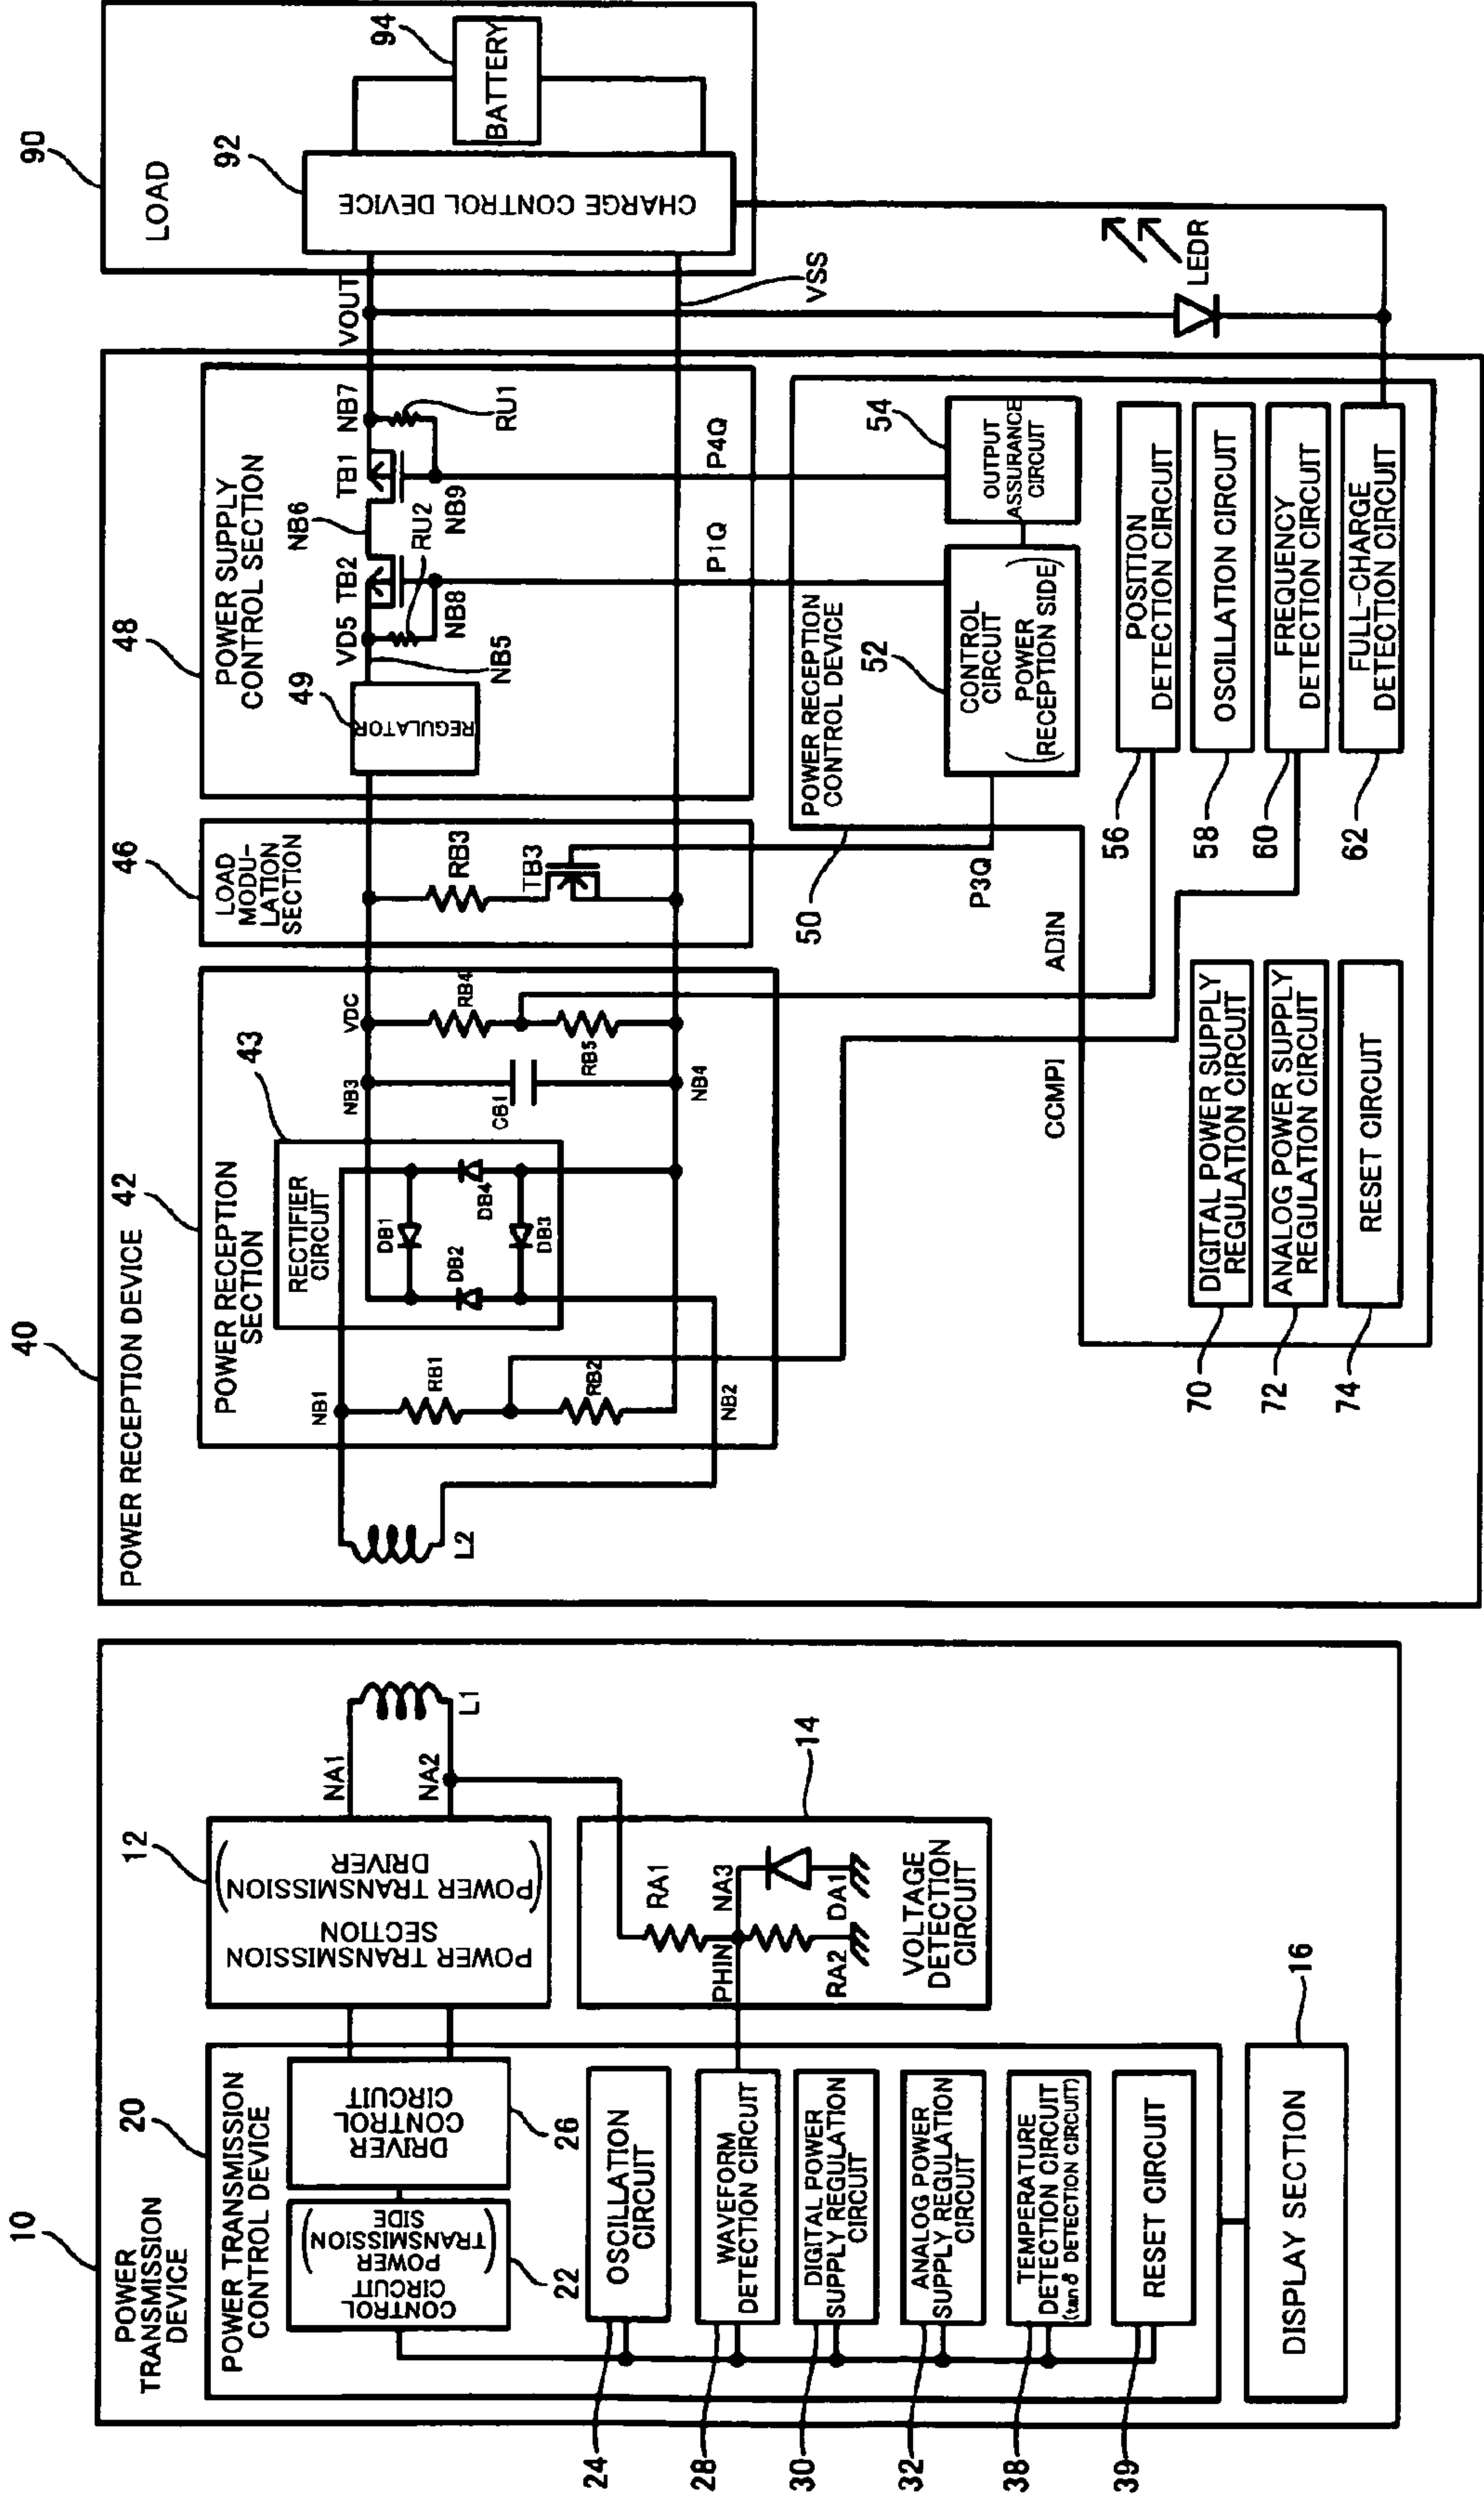 10
POWER
TRANSMISSION
DEVICE
20
POWER TRANSMISSION
CONTROL DEVICE
CONTROL
CIRCUIT
(POWER
TRANSMISSION
SIDE)
22
DRIVER
CONTROL
CIRCUIT
26
OSCILLATION
CIRCUIT
24
WAVEFORM
DETECTION CIRCUIT
28
DIGITAL POWER
SUPPLY REGULATION
CIRCUIT
30
ANALOG POWER
SUPPLY REGULATION
CIRCUIT
32
TEMPERATURE
DETECTION CIRCUIT
(tanδ DETECTION CIRCUIT)
38
RESET CIRCUIT
39
DISPLAY SECTION
16
12
POWER TRANSMISSION
SECTION
(POWER TRANSMISSION
DRIVER)
NA1
NA2
L1
14
RA1
PHIN
NA3
RA2
DA1
VOLTAGE
DETECTION
CIRCUIT
40
POWER RECEPTION DEVICE
42
POWER RECEPTION
SECTION
L2
NB1
RB1
RB2
NB2
43
RECTIFIER
CIRCUIT
DB1
DB2
DB4
DB3
NB3
VDC
CB1
RB4
RB5
NB4
46
LOAD
MODU-
LATION
SECTION
RB3
TB3
48
POWER SUPPLY
CONTROL SECTION
49
REGULATOR
VD5
NB5
TB2
NB8
RU2
NB6
TB1
NB9
NB7
RU1
P1Q
P4Q
VOUT
VSS
50
POWER RECEPTION
CONTROL DEVICE
P3Q
ADIN
CCMPI
52
CONTROL
CIRCUIT
(POWER
RECEPTION SIDE)
54
OUTPUT
ASSURANCE
CIRCUIT
POSITION
DETECTION CIRCUIT
56
OSCILLATION CIRCUIT
58
FREQUENCY
DETECTION CIRCUIT
60
FULL-CHARGE
DETECTION CIRCUIT
62
DIGITAL POWER SUPPLY
REGULATION CIRCUIT
70
ANALOG POWER SUPPLY
REGULATION CIRCUIT
72
RESET CIRCUIT
74
LEDR
90
LOAD
92
CHARGE CONTROL DEVICE
94
BATTERY